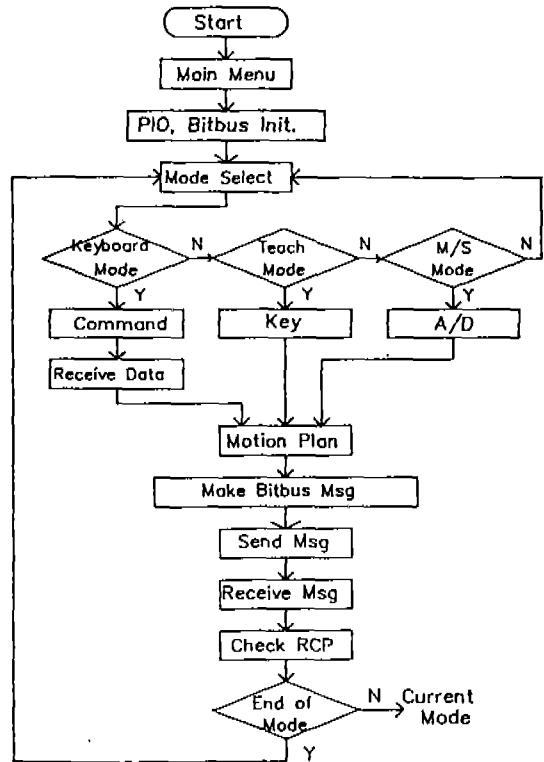 Start
Main Menu
PIO, Bitbus Init.
Mode Select
Keyboard
Mode
N
Teach
Mode
N
M/S
Mode
N
Y
Y
Y
Command
Key
A/D
Receive Data
Motion Plan
Make Bitbus Msg
Send Msg
Receive Msg
Check RCP
End of
Mode
N
Current
Mode
Y